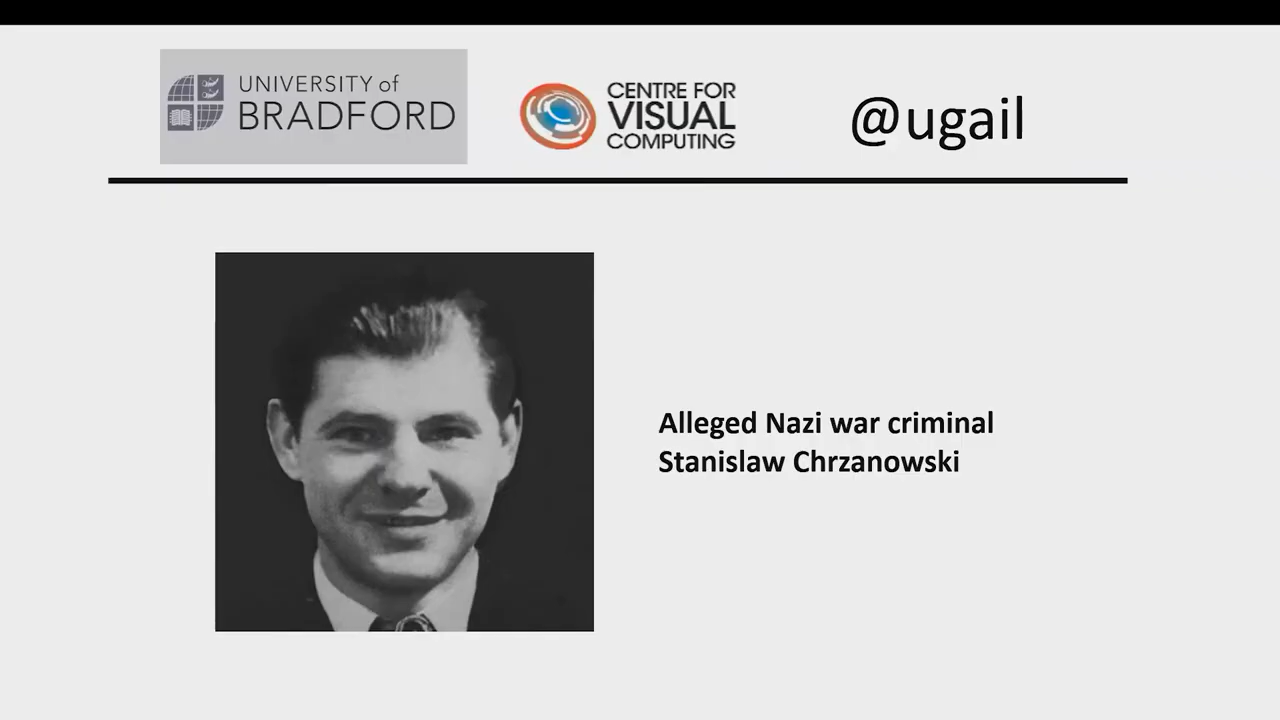 UNIVERSITY of
BRADFORD
CENTRE FOR
VISUAL
COMPUTING
@ugail
Alleged Nazi war criminal
Stanislaw Chrzanowski